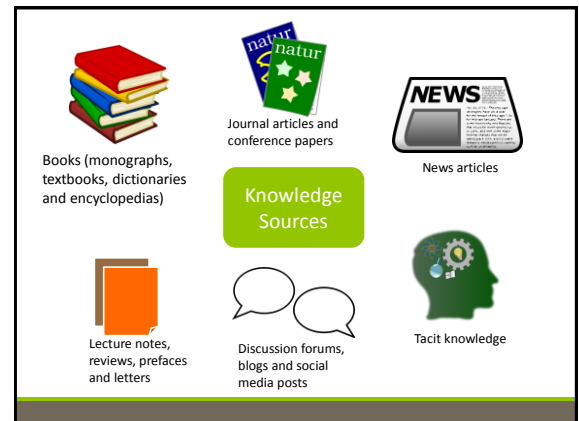 natur
natur
Journal articles and
conference papers
NEWS
News articles
Books (monographs,
textbooks, dictionaries
and encyclopedias)
Knowledge
Sources
Lecture notes,
reviews, prefaces
and letters
Discussion forums,
blogs and social
media posts
Tacit knowledge